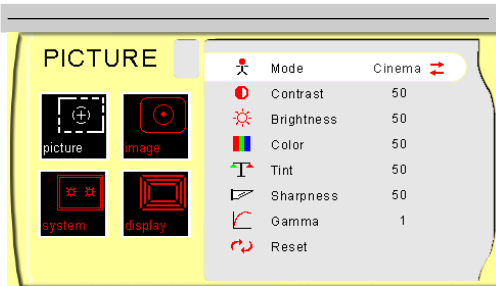 PICTURE
picture
image
system
display
Mode Cinema
Contrast 50
Brightness 50
Color 50
Tint 50
Sharpness 50
Gamma 1
Reset